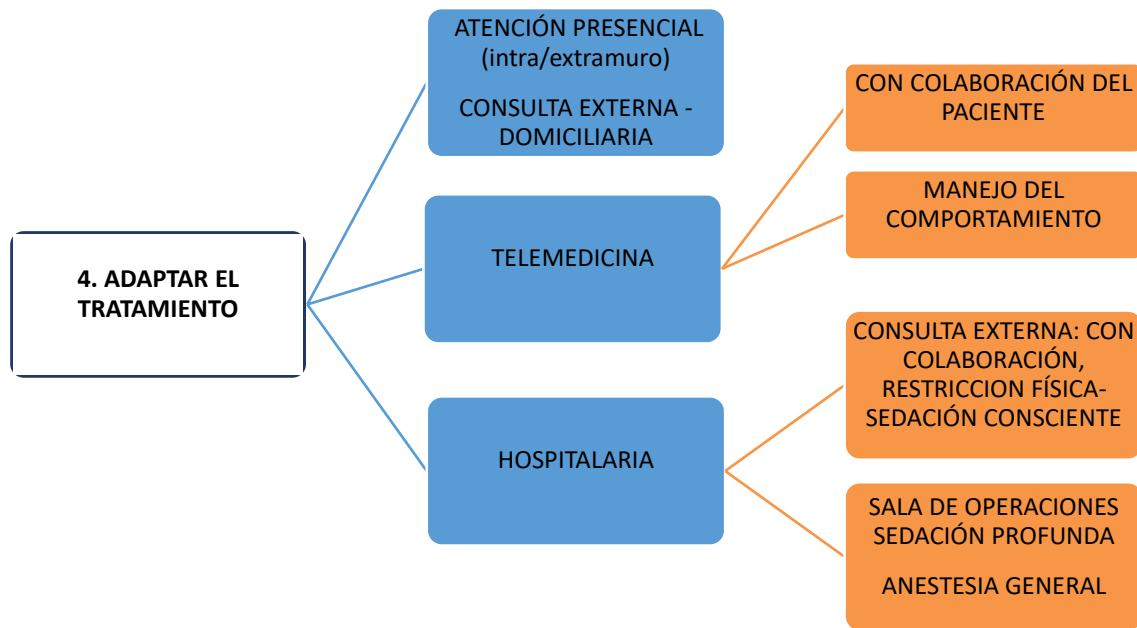 4. ADAPTAR EL
TRATAMIENTO
ATENCIÓN PRESENCIAL
(intra/extramuro)
CONSULTA EXTERNA -
DOMICILIARIA
TELEMEDICINA
CON COLABORACIÓN DEL
PACIENTE
MANEJO DEL
COMPORTAMIENTO
HOSPITALARIA
CONSULTA EXTERNA: CON
COLABORACIÓN,
RESTRICCION FÍSICA-
SEDACIÓN CONSCIENTE
SALA DE OPERACIONES
SEDACIÓN PROFUNDA
ANESTESIA GENERAL